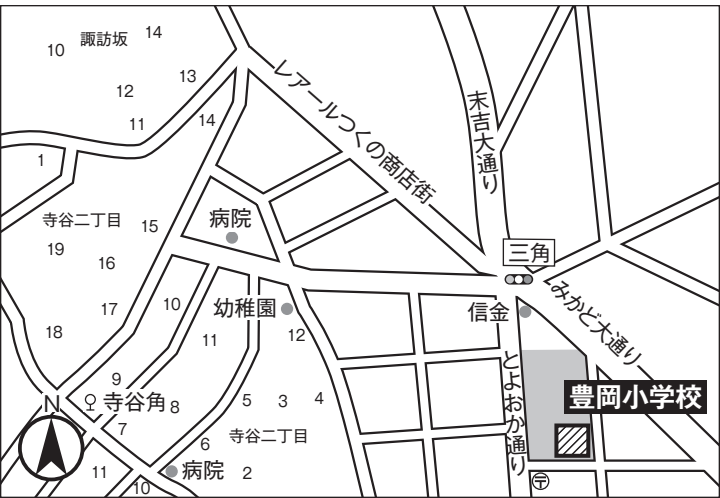 諏訪坂
14
10
13
12
11
14
1
レアールつくの商店街
末吉大通り
寺谷二丁目
15
19
16
病院
三角
17
18
10
幼稚園
11
12
信金
みかど大通り
とよおか通り
9
N
寺谷角
8
7
5
3
4
6
寺谷二丁目
豊岡小学校
11
10
病院
2
〒